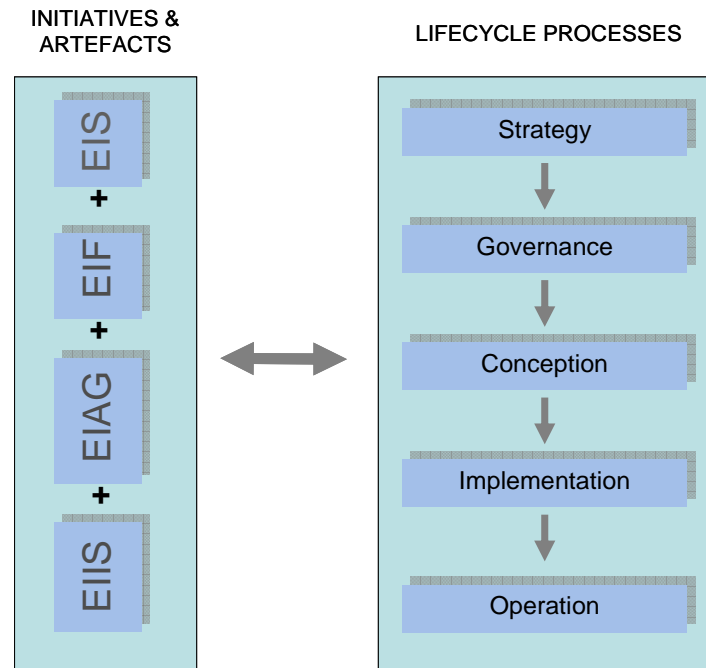 INITIATIVES &
ARTEFACTS
EIS
+
EIF
+
EIAG
+
EIIS
LIFECYCLE PROCESSES
Strategy
Governance
Conception
Implementation
Operation